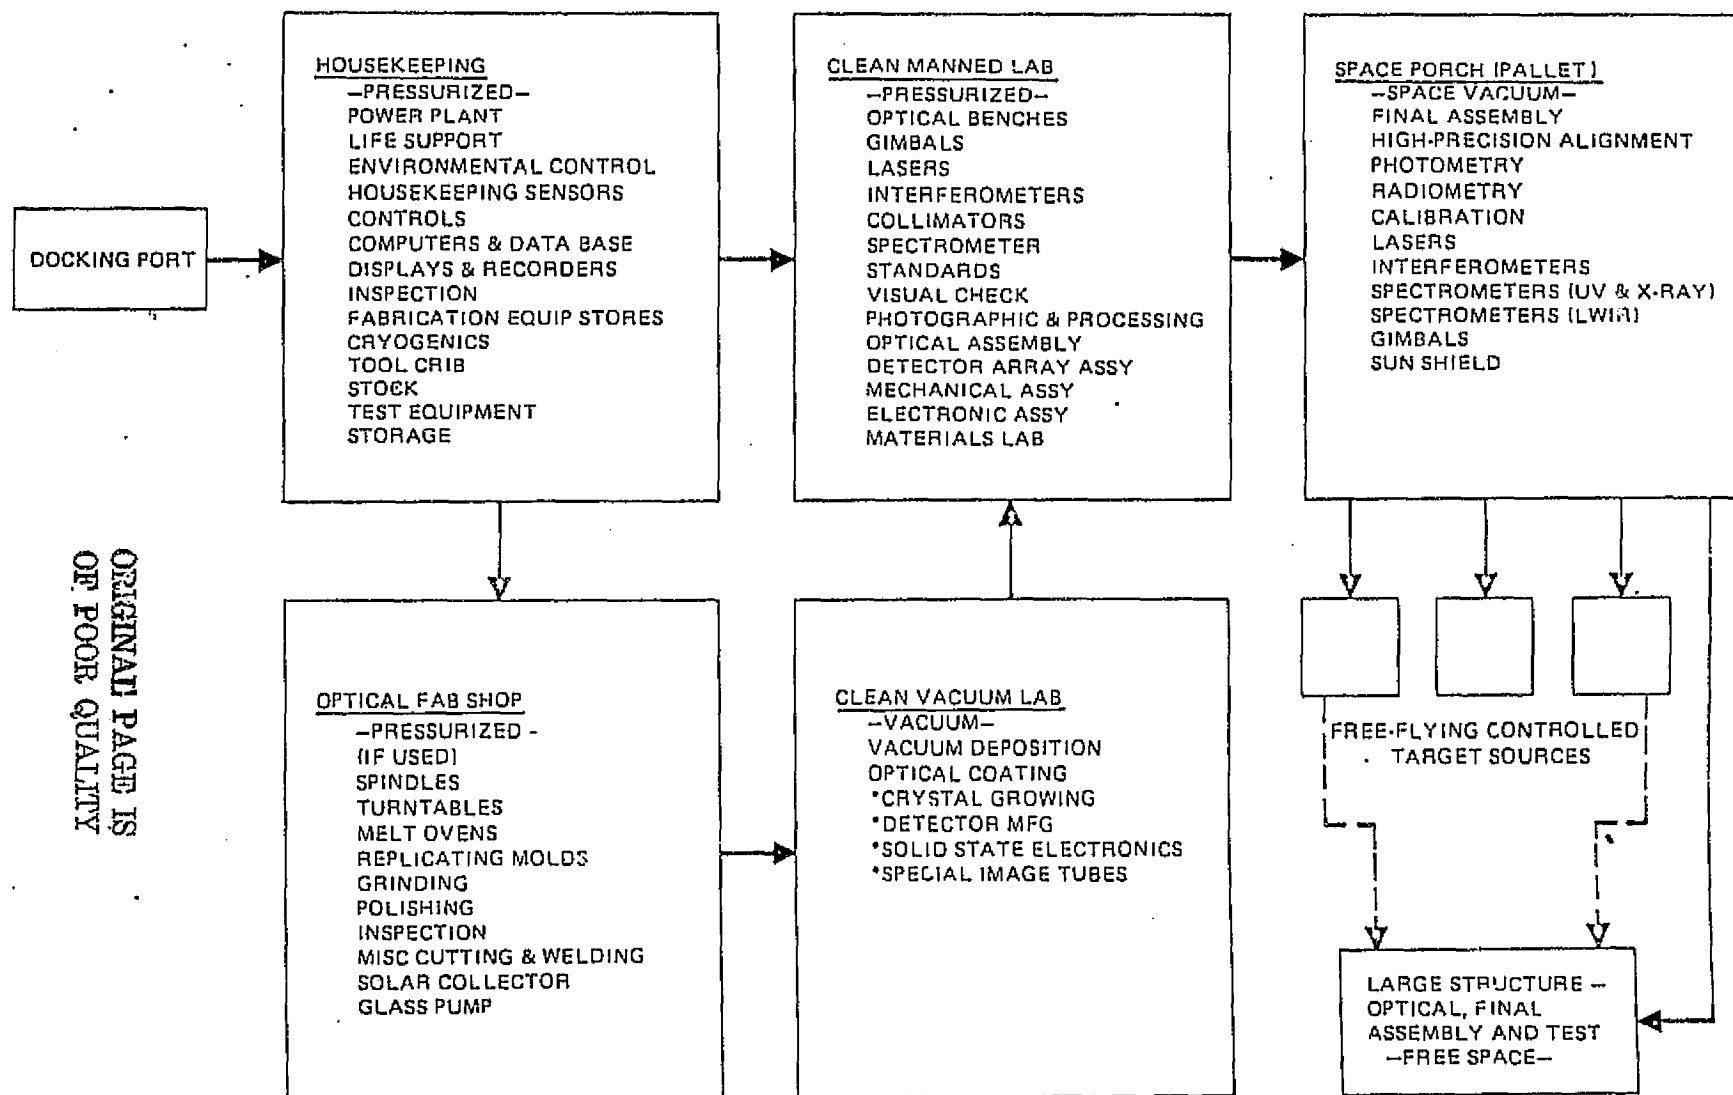 DOCKING PORT
HOUSEKEEPING
–PRESSURIZED–
POWER PLANT
LIFE SUPPORT
ENVIRONMENTAL CONTROL
HOUSEKEEPING SENSORS
CONTROLS
COMPUTERS & DATA BASE
DISPLAYS & RECORDERS
INSPECTION
FABRICATION EQUIP STORES
CRYOGENICS
TOOL CRIB
STOCK
TEST EQUIPMENT
STORAGE
CLEAN MANNED LAB
–PRESSURIZED–
OPTICAL BENCHES
GIMBALS
LASERS
INTERFEROMETERS
COLLIMATORS
SPECTROMETER
STANDARDS
VISUAL CHECK
PHOTOGRAPHIC & PROCESSING
OPTICAL ASSEMBLY
DETECTOR ARRAY ASSY
MECHANICAL ASSY
ELECTRONIC ASSY
MATERIALS LAB
SPACE PORCH (PALLET)
–SPACE VACUUM–
FINAL ASSEMBLY
HIGH-PRECISION ALIGNMENT
PHOTOMETRY
RADIOMETRY
CALIBRATION
LASERS
INTERFEROMETERS
SPECTROMETERS (UV & X-RAY)
SPECTROMETERS (LWIR)
GIMBALS
SUN SHIELD
ORIGINAL PAGE IS
OF POOR QUALITY
OPTICAL FAB SHOP
–PRESSURIZED -
(IF USED)
SPINDLES
TURNTABLES
MELT OVENS
REPLICATING MOLDS
GRINDING
POLISHING
INSPECTION
MISC CUTTING & WELDING
SOLAR COLLECTOR
GLASS PUMP
CLEAN VACUUM LAB
–VACUUM–
VACUUM DEPOSITION
OPTICAL COATING
*CRYSTAL GROWING
*DETECTOR MFG
*SOLID STATE ELECTRONICS
*SPECIAL IMAGE TUBES
FREE-FLYING CONTROLLED
TARGET SOURCES
LARGE STRUCTURE –
OPTICAL, FINAL
ASSEMBLY AND TEST
–FREE SPACE–